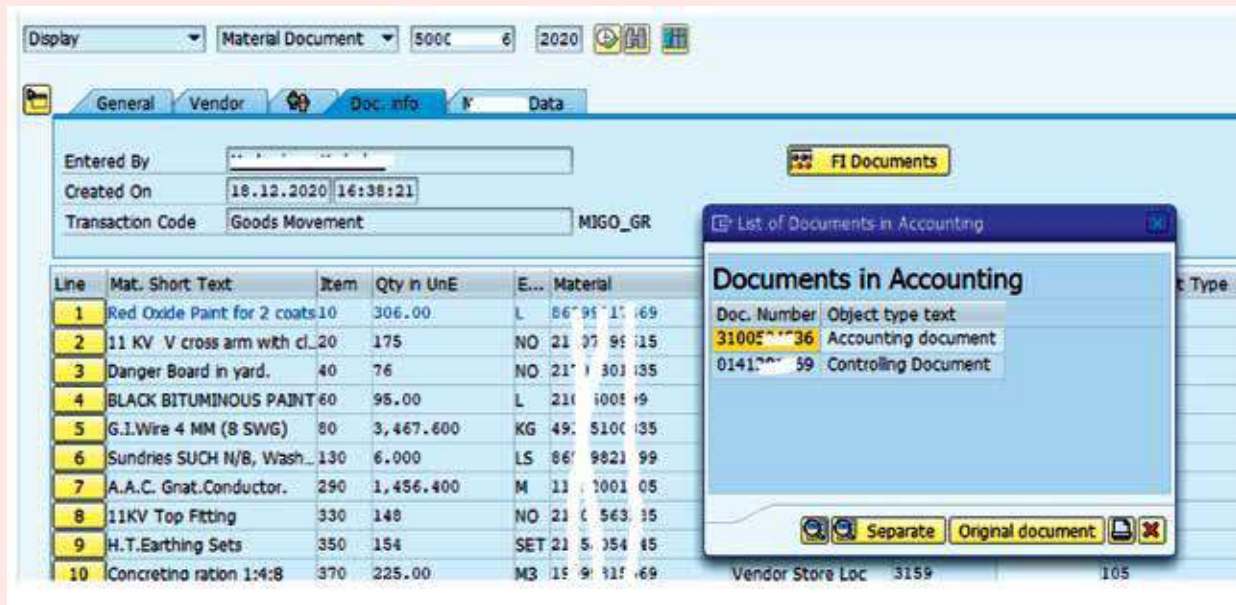 Display Material Document 500 6 2020
General Vendor Doc. info Data
Entered By
FI Documents
Created On 18.12.2020 16:38:21
Transaction Code Goods Movement MIGO_GR
List of Documents in Accounting
Documents in Accounting
Doc. Number Object type text
36 Accounting document
59 Controlling Document
Separate Original document
Line Mat. Short Text Item Qty in UnE E... Material t Type
1 Red Oxide Paint for 2 coats 10 306.00 L
2 11 KV V cross arm with cl.. 20 175 NO
3 Danger Board in yard. 40 76 NO
4 BLACK BITUMINOUS PAINT 60 95.00 L
5 G.I.Wire 4 MM (8 SWG) 80 3,467.600 KG
6 Sundries SUCH N/B, Wash.. 130 6.000 LS
7 A.A.C. Gnat.Conductor. 290 1,456.400 M
8 11KV Top Fitting 330 148 NO
9 H.T.Earthing Sets 350 154 SET
10 Concreting ration 1:4:8 370 225.00 M3 Vendor Store Loc 3159 105